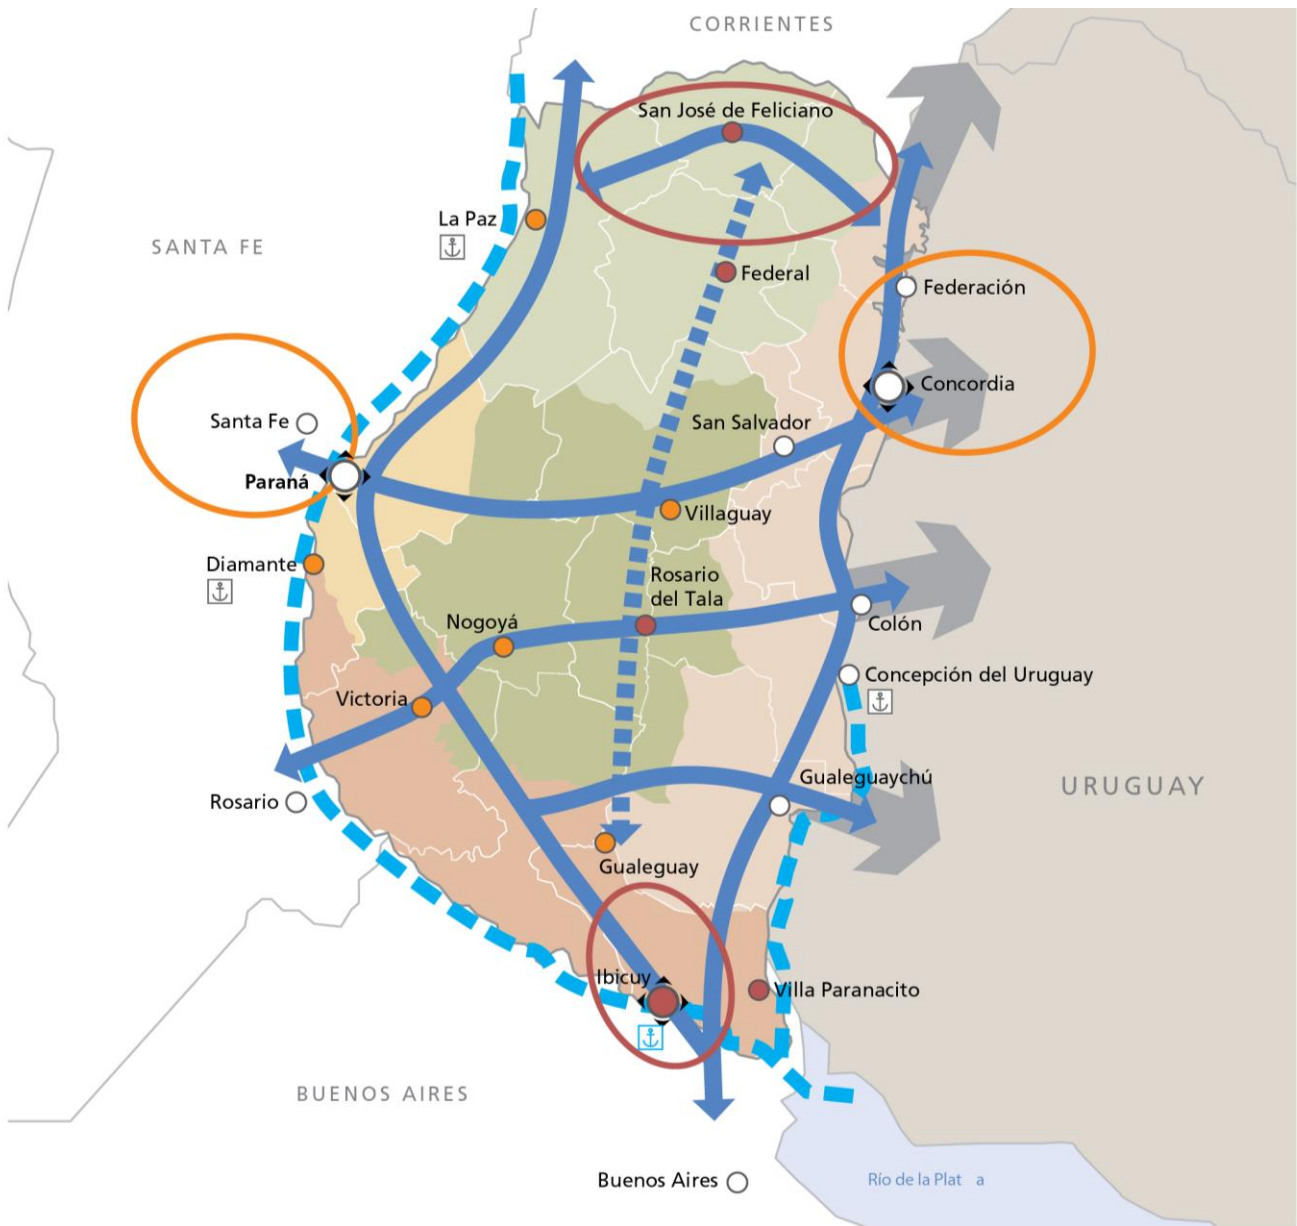 CORRIENTES
San José de Feliciano
La Paz
SANTA FE
Federal
Federación
Concordia
Santa Fe
San Salvador
Paraná
Villaguay
Diamante
Rosario
del Tala
Nogoyá
Colón
Concepción del Uruguay
Victoria
Gualeguaychú
URUGUAY
Rosario
Gualeguay
Ibicuy
Villa Paranacito
BUENOS AIRES
Buenos Aires
Río de la Plat a